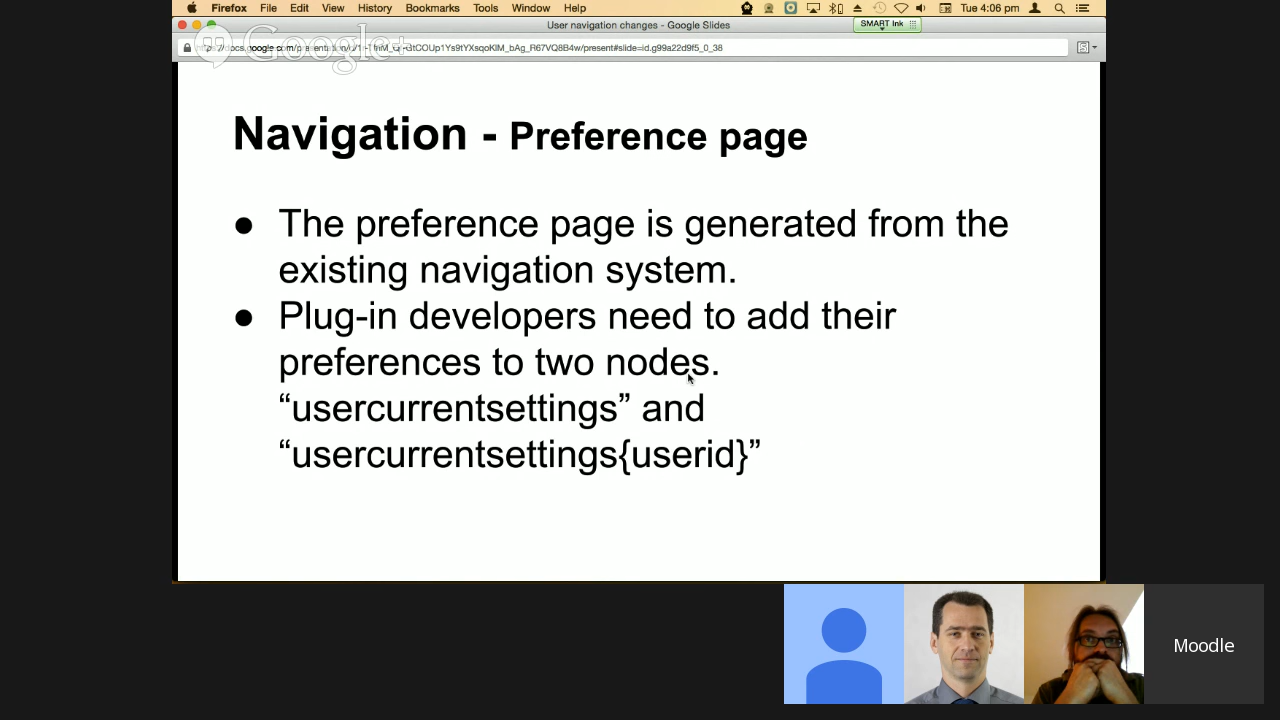 Firefox File Edit View History Bookmarks Tools Window Help Tue 4:06 pm
User navigation changes - Google Slides
SMART Ink
Google+
Navigation - Preference page
● The preference page is generated from the
existing navigation system.
● Plug-in developers need to add their
preferences to two nodes.
“usercurrentsettings” and
“usercurrentsettings{userid}”
Moodle